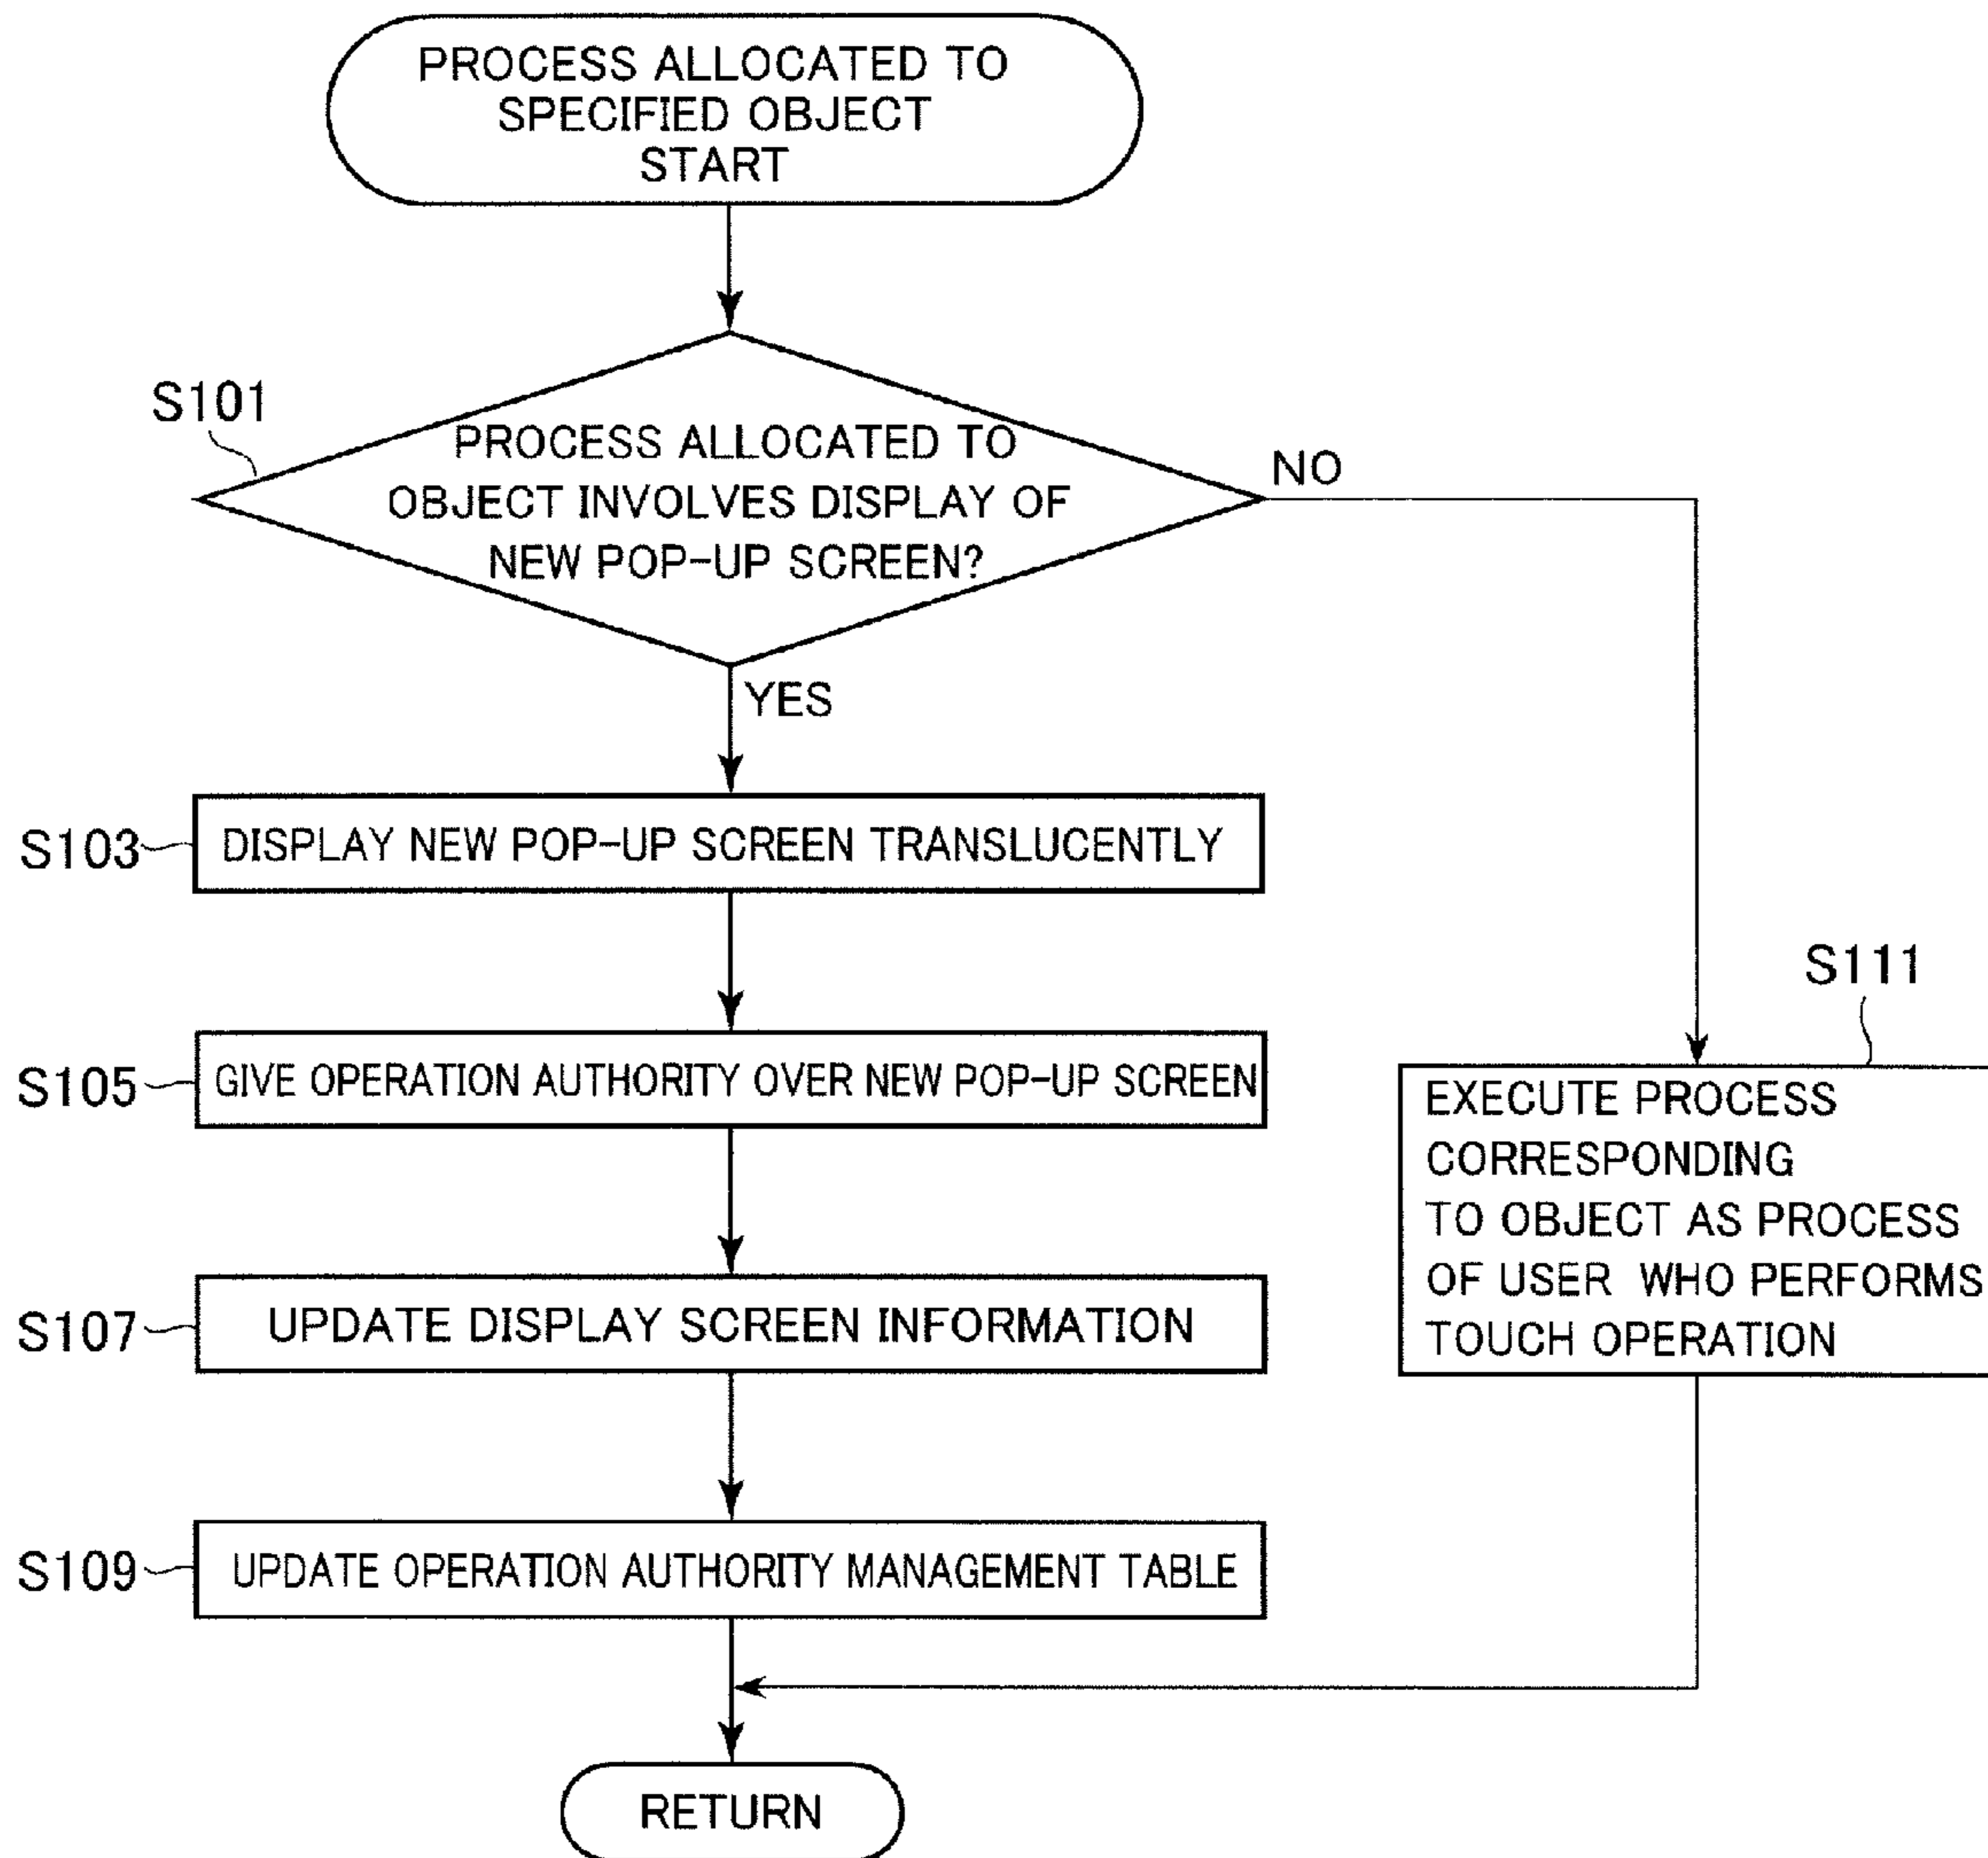 PROCESS ALLOCATED TO
SPECIFIED OBJECT
START
S101
PROCESS ALLOCATED TO
OBJECT INVOLVES DISPLAY OF
NEW POP-UP SCREEN?
NO
YES
S103
DISPLAY NEW POP-UP SCREEN TRANSLUCENTLY
S105
GIVE OPERATION AUTHORITY OVER NEW POP-UP SCREEN
S107
UPDATE DISPLAY SCREEN INFORMATION
S109
UPDATE OPERATION AUTHORITY MANAGEMENT TABLE
S111
EXECUTE PROCESS
CORRESPONDING
TO OBJECT AS PROCESS
OF USER WHO PERFORMS
TOUCH OPERATION
RETURN